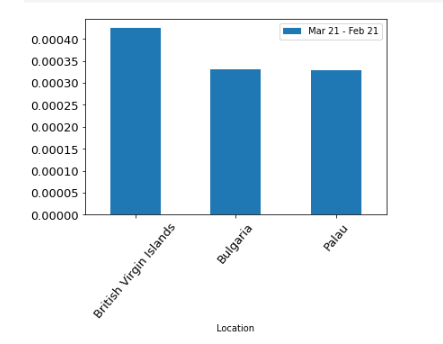 Mar 21 - Feb 21
0.00040
0.00035
0.00030
0.00025
0.00020
0.00015
0.00010
0.00005
0.00000
British Virgin Islands
Bulgaria
Palau
Location